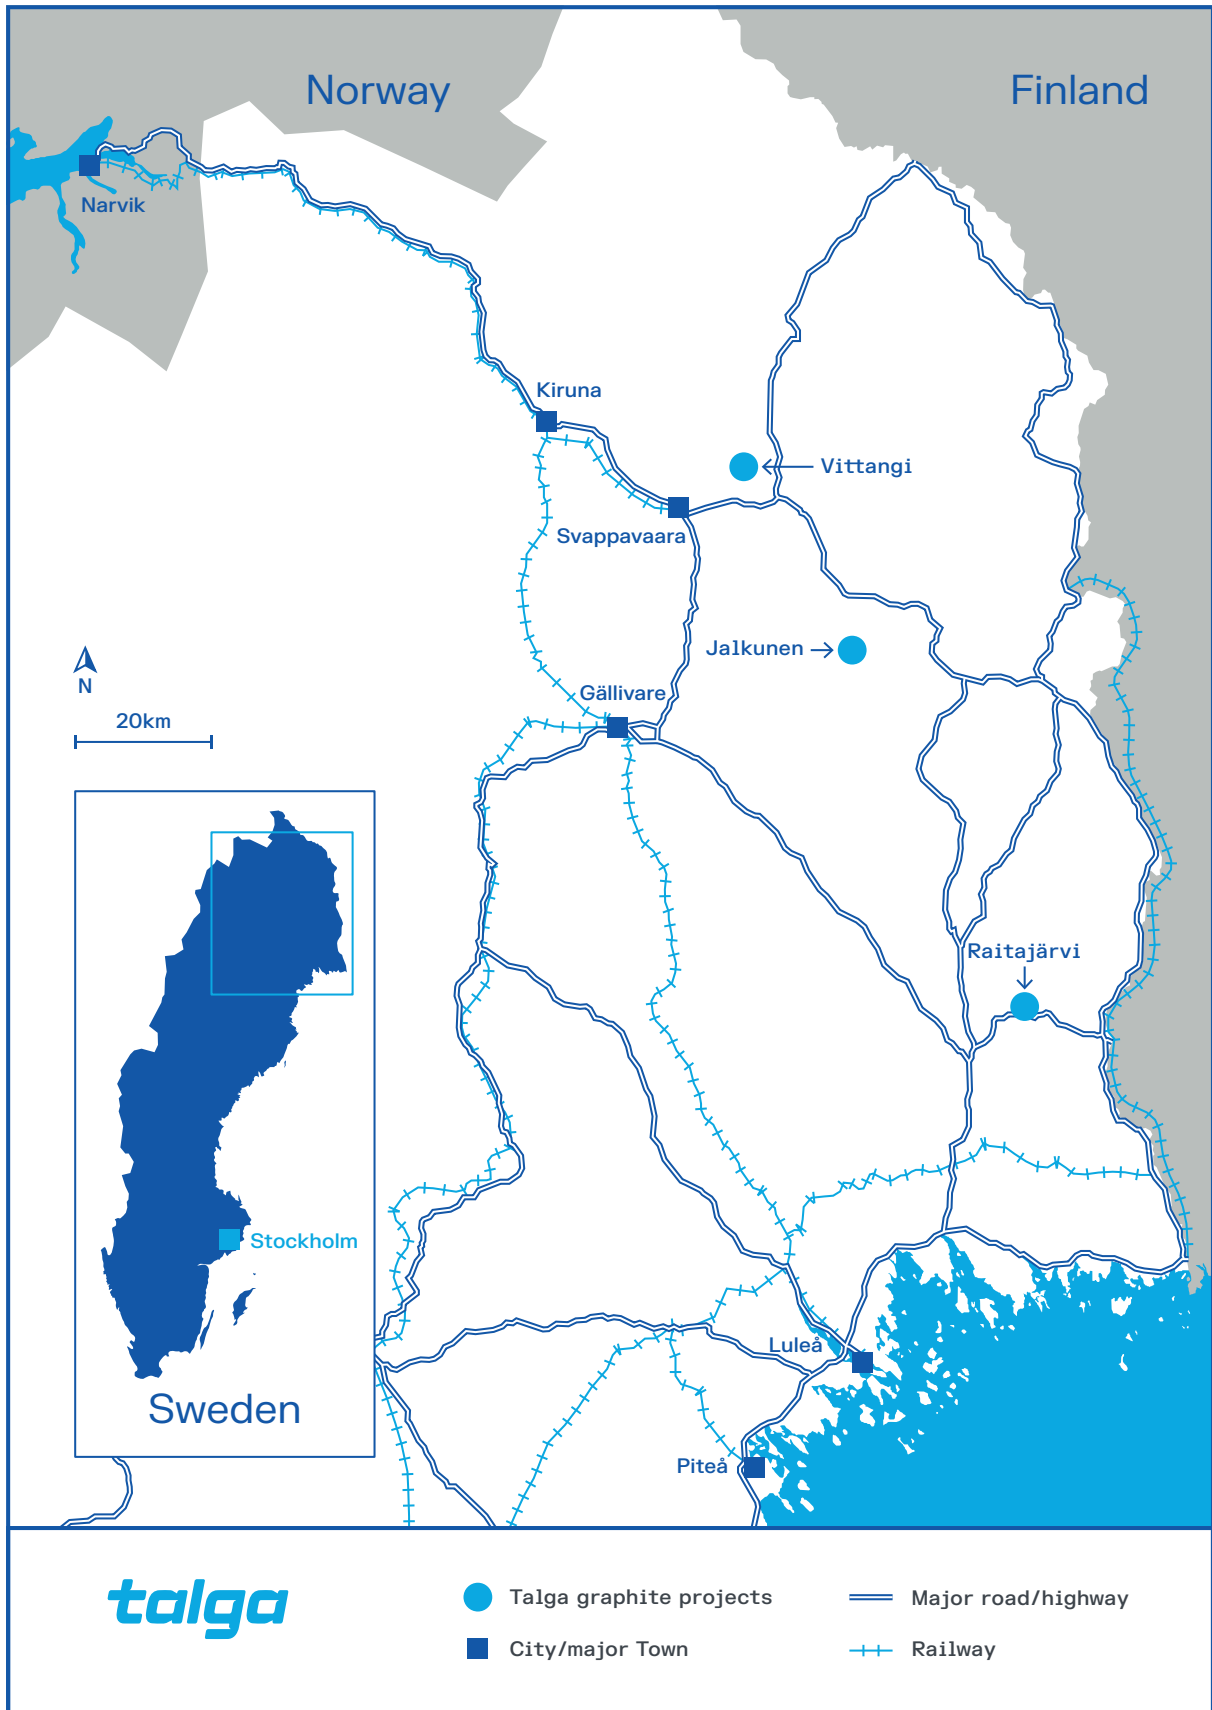 Norway
Finland
Narvik
Kiruna
Vittangi
Svappavaara
Jalkunen
N
Gällivare
20km
Raitajärvi
Stockholm
Luleå
Sweden
Piteå
talga
Talga graphite projects
Major road/highway
City/major Town
Railway